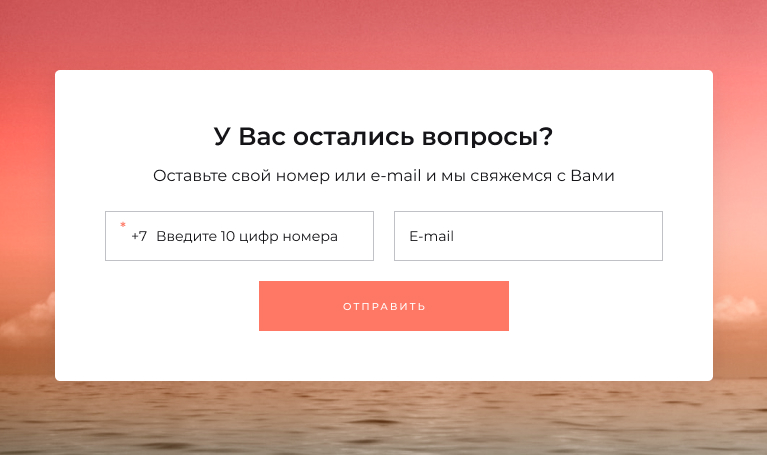 У Вас остались вопросы?
Оставьте свой номер или e-mail и мы свяжемся с Вами
* +7 Введите 10 цифр номера
E-mail
ОТПРАВИТЬ